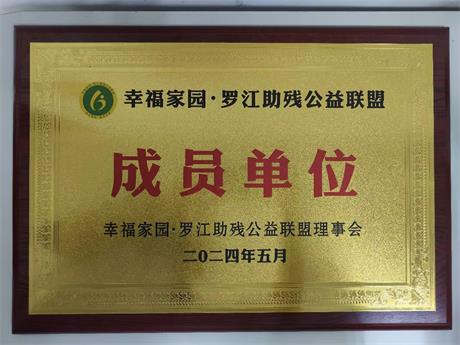 幸福家园·罗江助残公益联盟
成员单位
幸福家园·罗江助残公益联盟理事会
二〇二四年五月